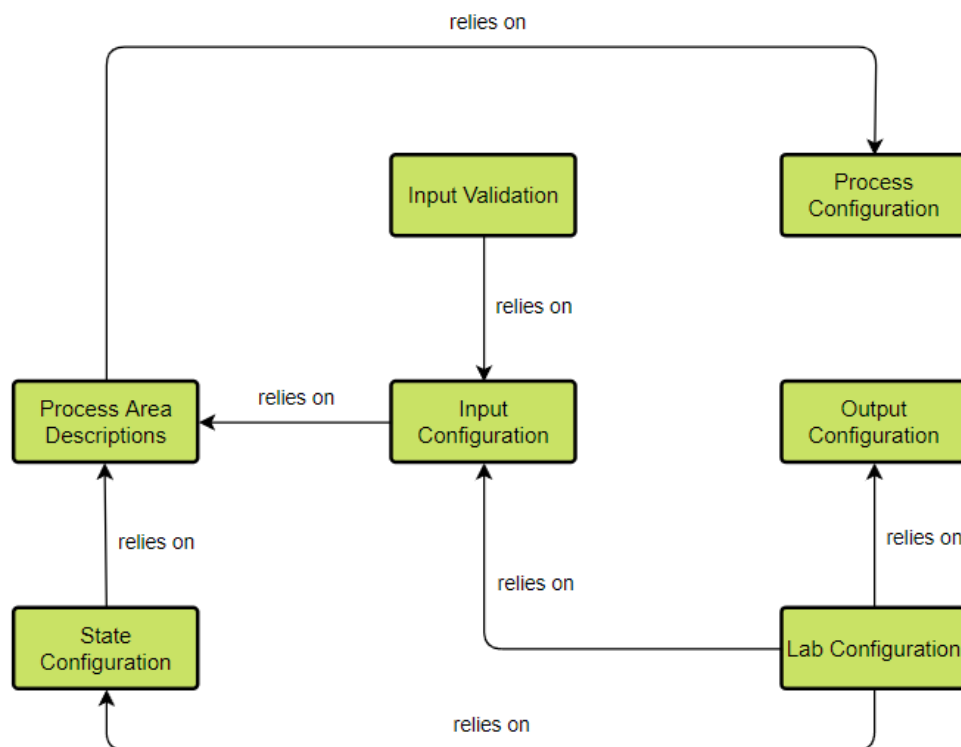 relies on
Input Validation
Process
Configuration
relies on
Process Area
Descriptions
relies on
Input
Configuration
Output
Configuration
relies on
relies on
relies on
State
Configuration
Lab Configuration
relies on